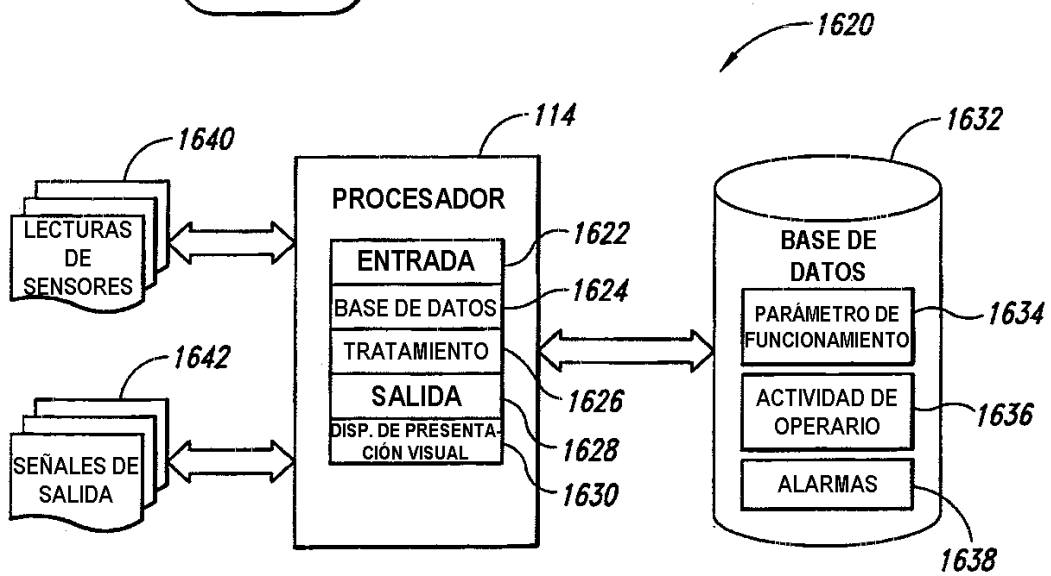 1620
1640
LECTURAS
DE
SENSORES
1642
SEÑALES DE
SALIDA
114
PROCESADOR
ENTRADA
1622
BASE DE DATOS
1624
TRATAMIENTO
1626
SALIDA
1628
DISP. DE PRESENTA-
CIÓN VISUAL
1630
1632
BASE DE
DATOS
PARÁMETRO DE
FUNCIONAMIENTO
1634
ACTIVIDAD DE
OPERARIO
1636
ALARMAS
1638